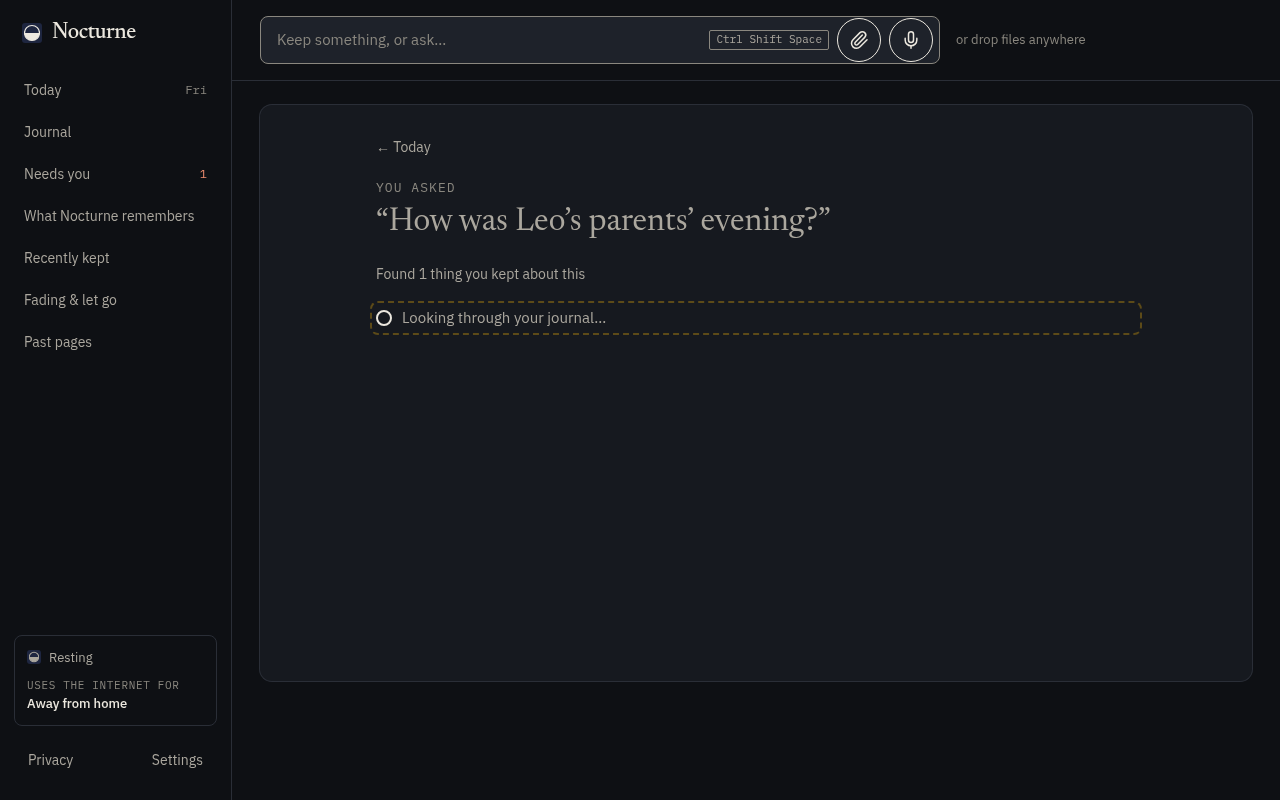 Nocturne
Today Fri
Journal
Needs you 1
What Nocturne remembers
Recently kept
Fading & let go
Past pages
Resting
USES THE INTERNET FOR
Away from home
Privacy Settings
Keep something, or ask… Ctrl Shift Space
or drop files anywhere
← Today
YOU ASKED
“How was Leo’s parents’ evening?”
Found 1 thing you kept about this
Looking through your journal…